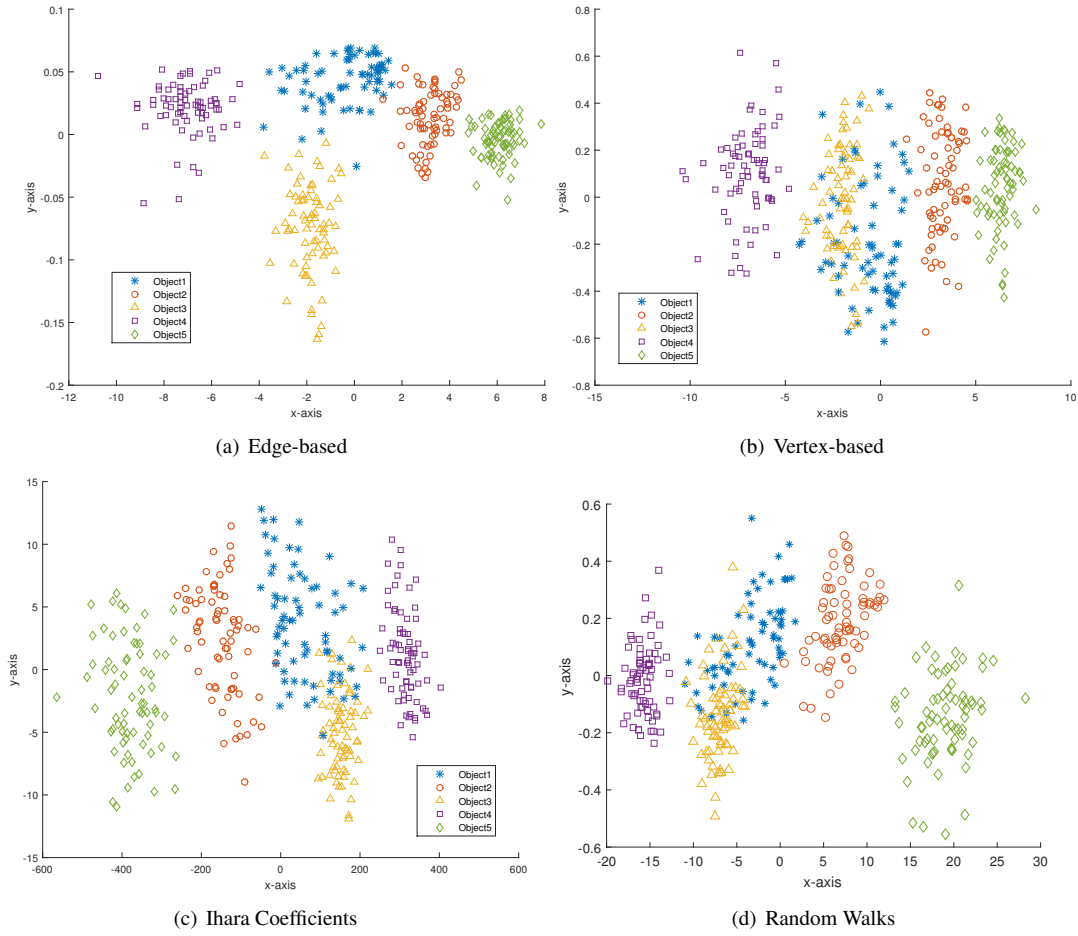 0.1
0.05
0
-0.05
-0.1
-0.15
-0.2
y-axis
-12 -10 -8 -6 -4 -2 0 2 4 6 8
x-axis
Object1
Object2
Object3
Object4
Object5
(a) Edge-based
0.8
0.6
0.4
0.2
0
-0.2
-0.4
-0.6
-0.8
y-axis
-15 -10 -5 0 5 10
x-axis
Object1
Object2
Object3
Object4
Object5
(b) Vertex-based
15
10
5
0
-5
-10
-15
y-axis
-600 -400 -200 0 200 400 600
x-axis
Object1
Object2
Object3
Object4
Object5
(c) Ihara Coefficients
0.6
0.4
0.2
0
-0.2
-0.4
-0.6
y-axis
-20 -15 -10 -5 0 5 10 15 20 25 30
x-axis
(d) Random Walks